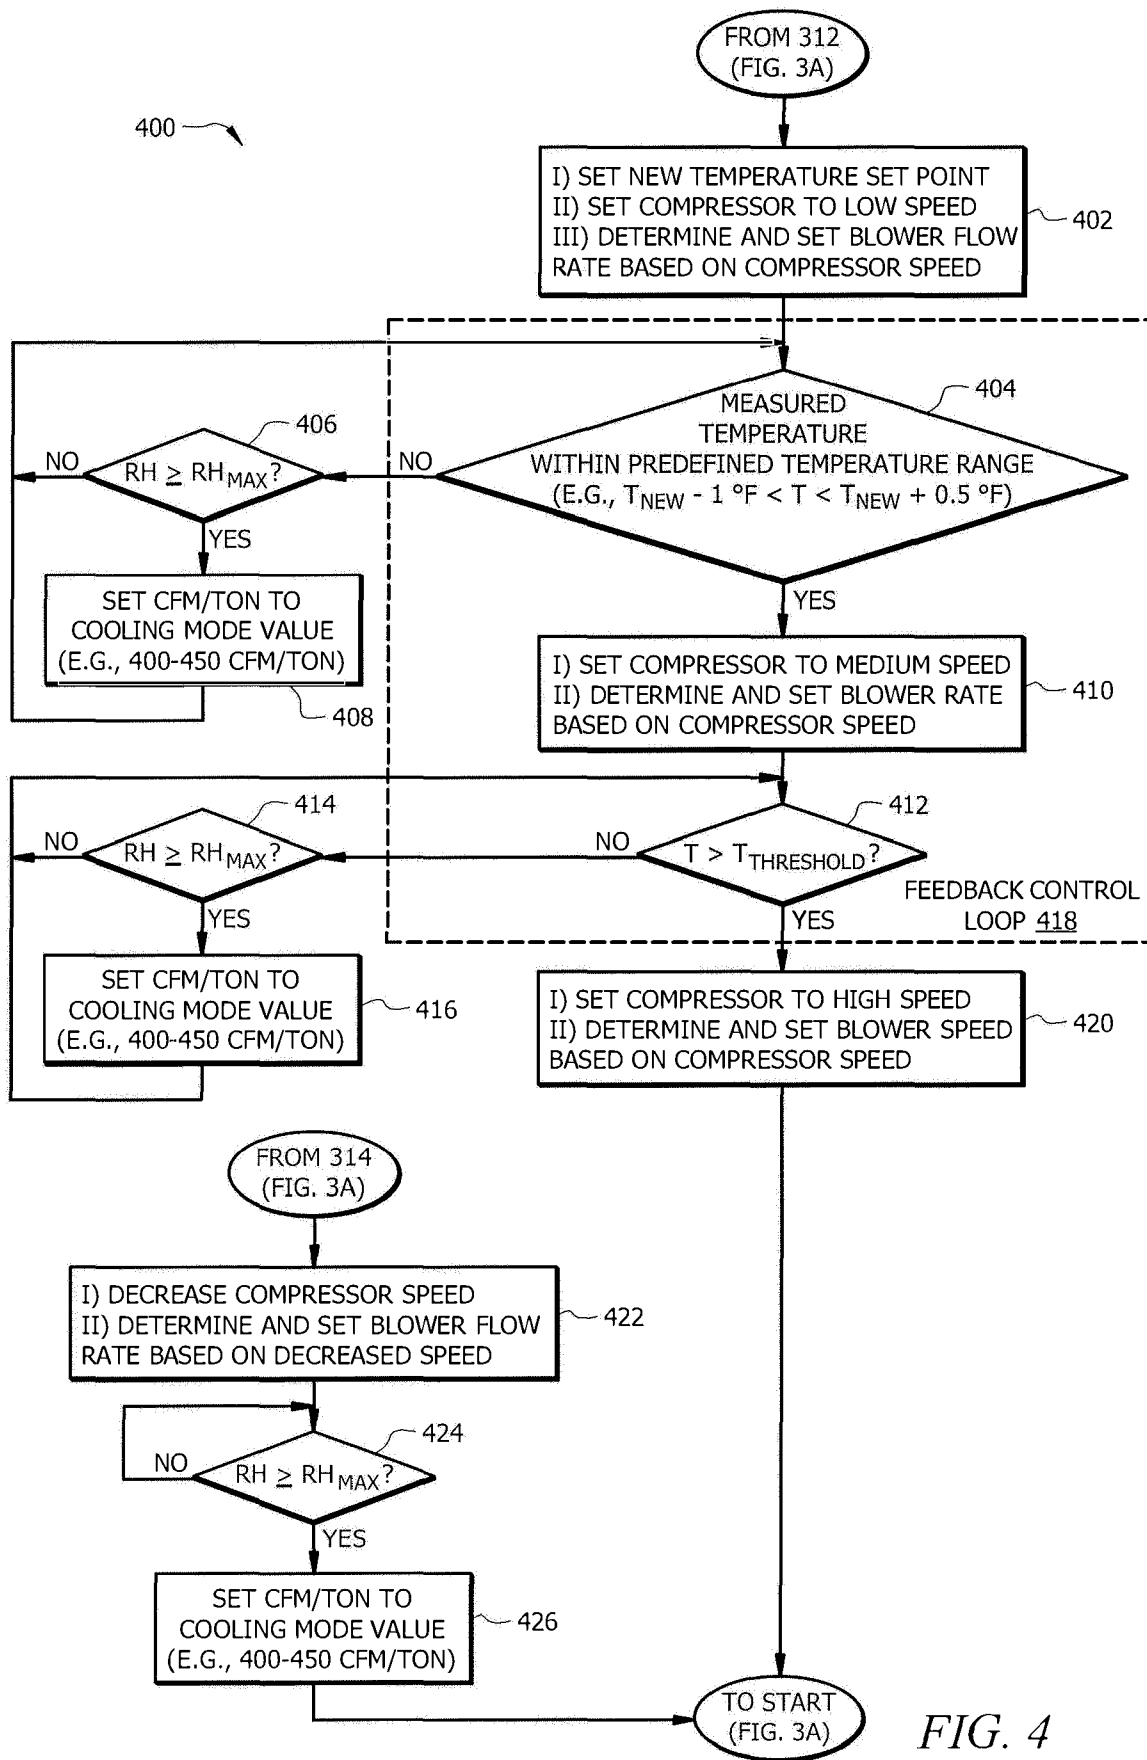 FROM 312
(FIG. 3A)
400
I) SET NEW TEMPERATURE SET POINT
II) SET COMPRESSOR TO LOW SPEED
III) DETERMINE AND SET BLOWER FLOW
RATE BASED ON COMPRESSOR SPEED
402
404
MEASURED
TEMPERATURE
WITHIN PREDEFINED TEMPERATURE RANGE
(E.G., T_NEW - 1 °F < T < T_NEW + 0.5 °F)
NO
YES
406
RH ≥ RH_MAX?
NO
YES
SET CFM/TON TO
COOLING MODE VALUE
(E.G., 400-450 CFM/TON)
408
I) SET COMPRESSOR TO MEDIUM SPEED
II) DETERMINE AND SET BLOWER RATE
BASED ON COMPRESSOR SPEED
410
412
T > T_THRESHOLD?
NO
YES
FEEDBACK CONTROL
LOOP 418
414
RH ≥ RH_MAX?
NO
YES
SET CFM/TON TO
COOLING MODE VALUE
(E.G., 400-450 CFM/TON)
416
I) SET COMPRESSOR TO HIGH SPEED
II) DETERMINE AND SET BLOWER SPEED
BASED ON COMPRESSOR SPEED
420
FROM 314
(FIG. 3A)
I) DECREASE COMPRESSOR SPEED
II) DETERMINE AND SET BLOWER FLOW
RATE BASED ON DECREASED SPEED
422
424
RH ≥ RH_MAX?
NO
YES
SET CFM/TON TO
COOLING MODE VALUE
(E.G., 400-450 CFM/TON)
426
TO START
(FIG. 3A)
FIG. 4